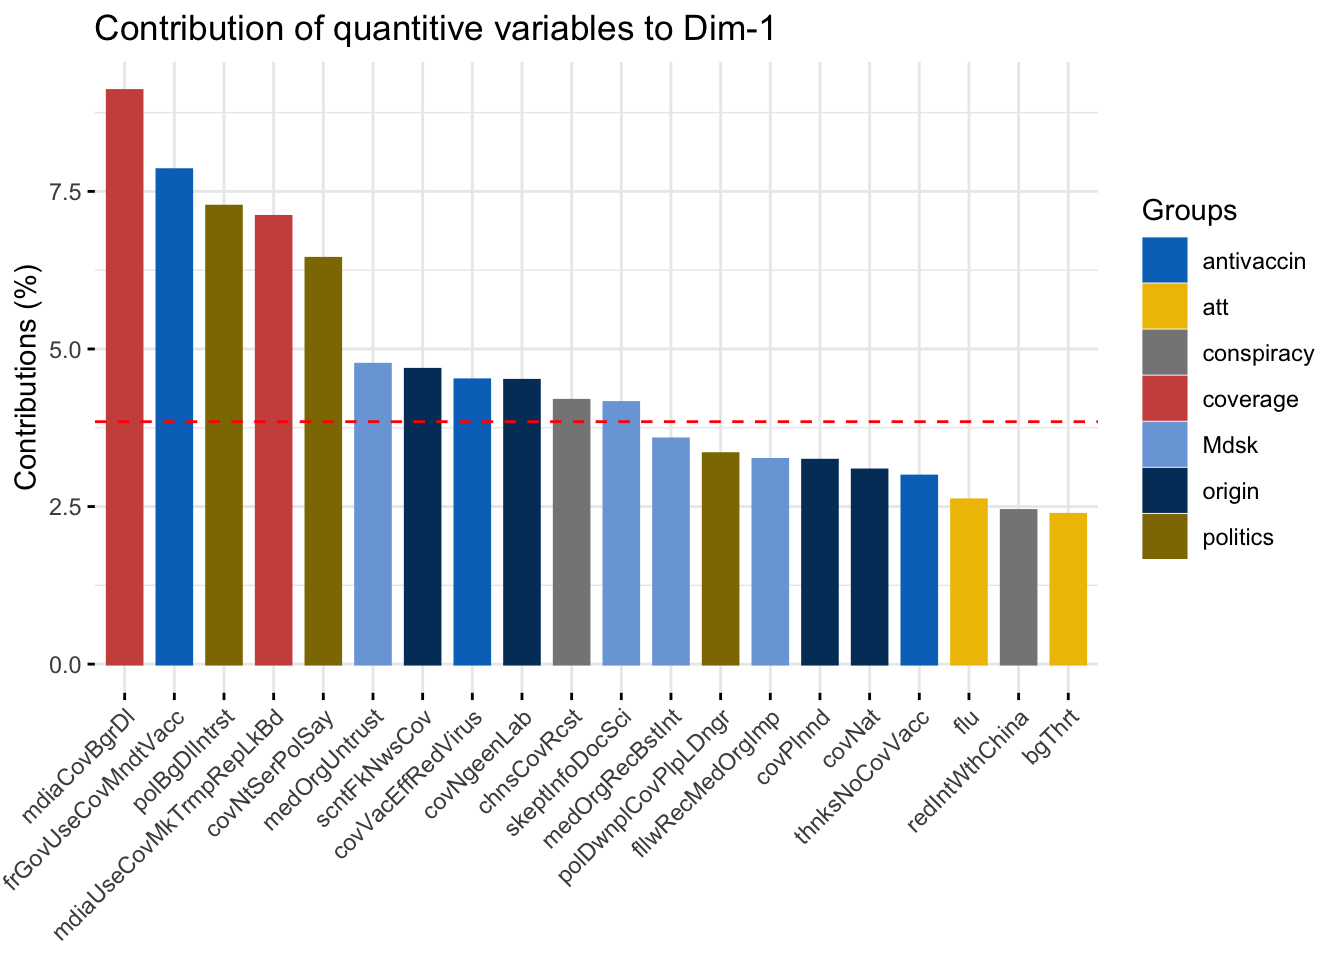 Contribution of quantitive variables to Dim-1
Contributions (%)
7.5
5.0
2.5
0.0
mdiaCovBgrDl
frGovUseCovMndtVacc
polBgDlIntrst
mdiaUseCovMkTrmpRepLkBd
covNtSerPolSay
medOrgUntrust
scntFkNwsCov
covVacEffRedVirus
covNgeenLab
chnsCovRcst
skeptInfoDocSci
medOrgRecBstInt
polDwnplCovPlpLDngr
fllwRecMedOrgImp
covPlnnd
covNat
thnksNoCovVacc
flu
redIntWthChina
bgThrt
Groups
antivaccin
att
conspiracy
coverage
Mdsk
origin
politics